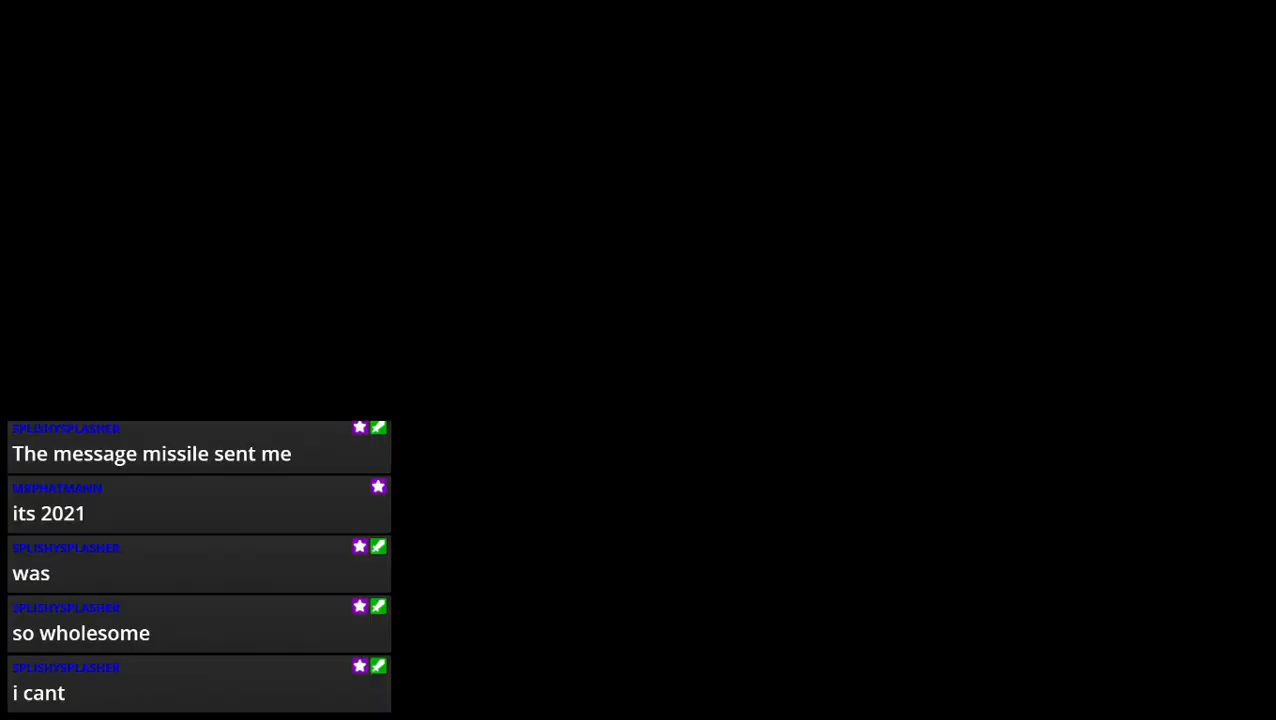 SPLISHYSPLASHER
The message missile sent me
MRPHATMANN
its 2021
SPLISHYSPLASHER
was
SPLISHYSPLASHER
so wholesome
SPLISHYSPLASHER
i cant